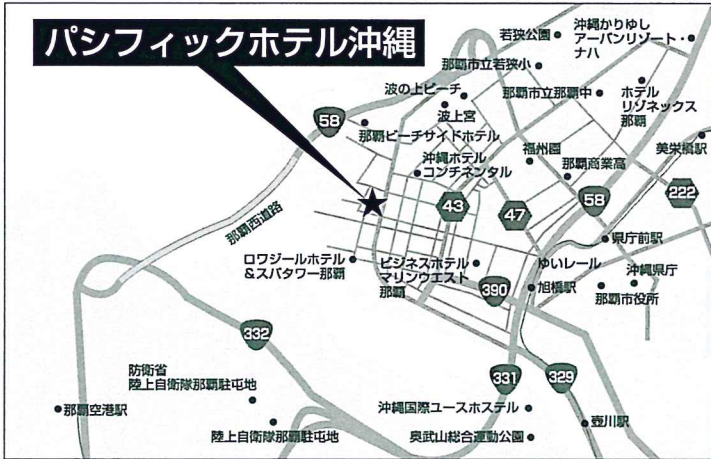 パシフィックホテル沖縄
若狭公園
沖縄かりゆし
アーバンリゾート・
ナハ
那覇市立若狭小
波の上ビーチ
波上宮
那覇市立那覇中
ホテル
リゾネックス
那覇
58
那覇ビーチサイドホテル
沖縄ホテル
コンチネンタル
福州園
那覇商業高
美栄橋駅
43
47
58
222
那覇西道路
県庁前駅
ロワジールホテル
&スパタワー那覇
ビジネスホテル
マリンウエスト
那覇
ゆいレール
旭橋駅
沖縄県庁
那覇市役所
390
332
防衛省
陸上自衛隊那覇駐屯地
331
329
那覇空港駅
陸上自衛隊那覇駐屯地
沖縄国際ユースホステル
奥武山総合運動公園
壺川駅